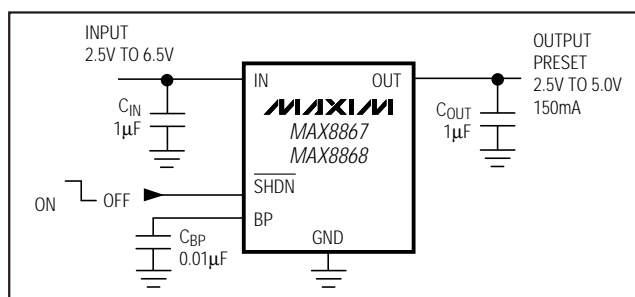 INPUT
2.5V TO 6.5V
OUTPUT
PRESET
2.5V TO 5.0V
150mA
IN
OUT
CIN
1µF
MAXIM
MAX8867
MAX8868
COUT
1µF
ON
OFF
SHDN
BP
CBP
0.01µF
GND